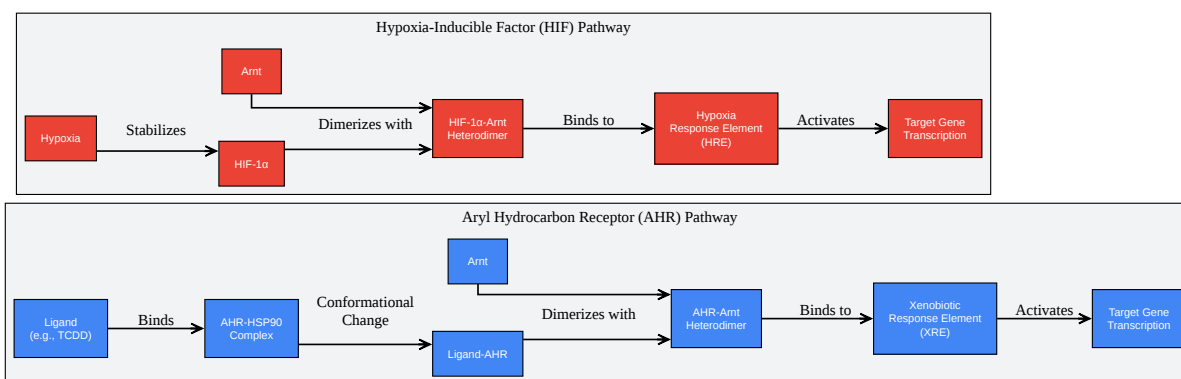 Hypoxia-Inducible Factor (HIF) Pathway
Arnt
Hypoxia
Stabilizes
HIF-1α
Dimerizes with
HIF-1α-Arnt
Heterodimer
Binds to
Hypoxia
Response Element
(HRE)
Activates
Target Gene
Transcription
Aryl Hydrocarbon Receptor (AHR) Pathway
Arnt
Ligand
(e.g., TCDD)
Binds
AHR-HSP90
Complex
Conformational
Change
Ligand-AHR
Dimerizes with
AHR-Arnt
Heterodimer
Binds to
Xenobiotic
Response Element
(XRE)
Activates
Target Gene
Transcription